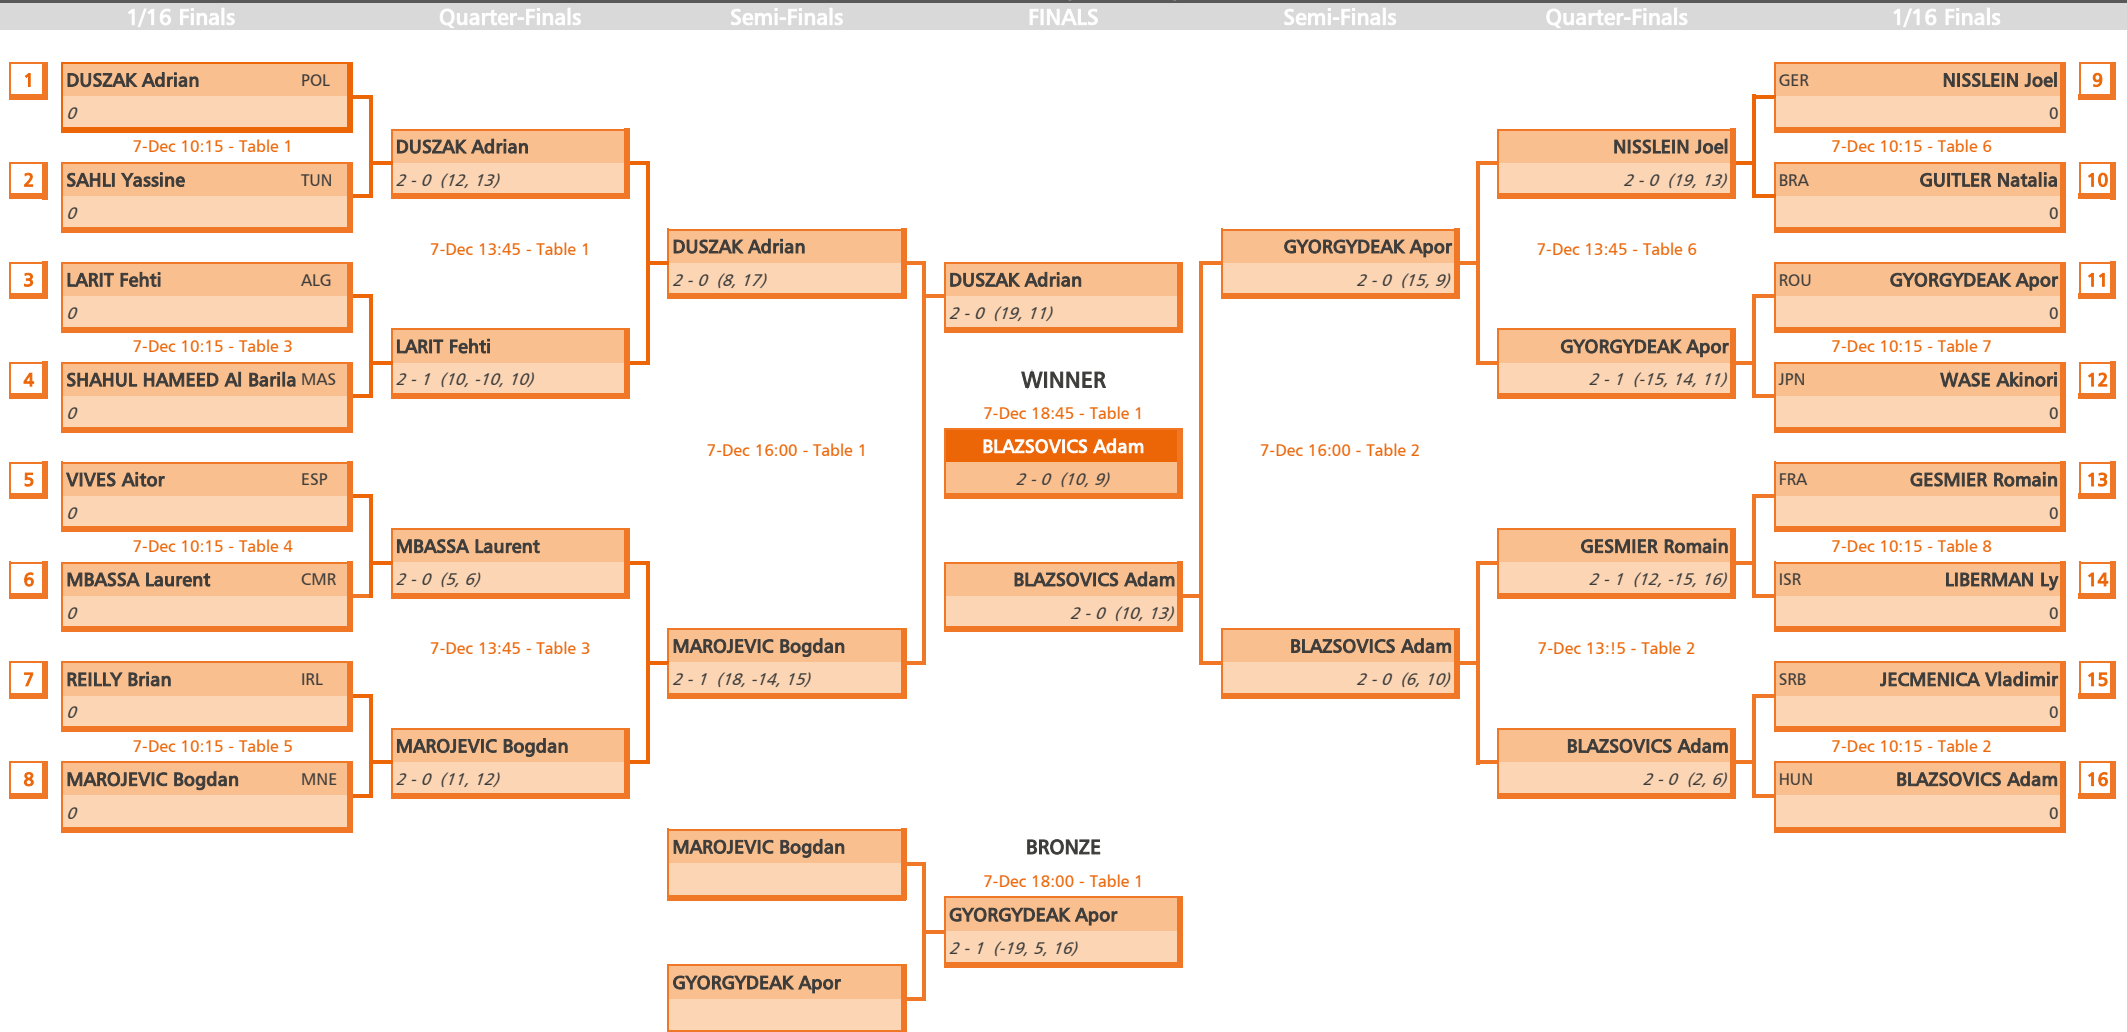 1/16 Finals
Quarter-Finals
Semi-Finals
FINALS
Semi-Finals
Quarter-Finals
1/16 Finals
1
DUSZAK Adrian POL
0
7-Dec 10:15 - Table 1
2
SAHLI Yassine TUN
0
3
LARIT Fehti ALG
0
7-Dec 10:15 - Table 3
4
SHAHUL HAMEED Al Barila MAS
0
5
VIVES Aitor ESP
0
7-Dec 10:15 - Table 4
6
MBASSA Laurent CMR
0
7
REILLY Brian IRL
0
7-Dec 10:15 - Table 5
8
MAROJEVIC Bogdan MNE
0
DUSZAK Adrian
2 - 0 (12, 13)
7-Dec 13:45 - Table 1
LARIT Fehti
2 - 1 (10, -10, 10)
MBASSA Laurent
2 - 0 (5, 6)
7-Dec 13:45 - Table 3
MAROJEVIC Bogdan
2 - 0 (11, 12)
DUSZAK Adrian
2 - 0 (8, 17)
7-Dec 16:00 - Table 1
MAROJEVIC Bogdan
2 - 1 (18, -14, 15)
DUSZAK Adrian
2 - 0 (19, 11)
WINNER
7-Dec 18:45 - Table 1
BLAZSOVICS Adam
2 - 0 (10, 9)
BLAZSOVICS Adam
2 - 0 (10, 13)
GYORGYDEAK Apor
2 - 0 (15, 9)
7-Dec 16:00 - Table 2
BLAZSOVICS Adam
2 - 0 (6, 10)
NISSLEIN Joel
2 - 0 (19, 13)
7-Dec 13:45 - Table 6
GYORGYDEAK Apor
2 - 1 (-15, 14, 11)
GESMIER Romain
2 - 1 (12, -15, 16)
7-Dec 13:!5 - Table 2
BLAZSOVICS Adam
2 - 0 (2, 6)
GER NISSLEIN Joel
9
0
7-Dec 10:15 - Table 6
BRA GUITLER Natalia
10
0
ROU GYORGYDEAK Apor
11
0
7-Dec 10:15 - Table 7
JPN WASE Akinori
12
0
FRA GESMIER Romain
13
0
7-Dec 10:15 - Table 8
ISR LIBERMAN Ly
14
0
SRB JECMENICA Vladimir
15
0
7-Dec 10:15 - Table 2
HUN BLAZSOVICS Adam
16
0
MAROJEVIC Bogdan
BRONZE
7-Dec 18:00 - Table 1
GYORGYDEAK Apor
2 - 1 (-19, 5, 16)
GYORGYDEAK Apor